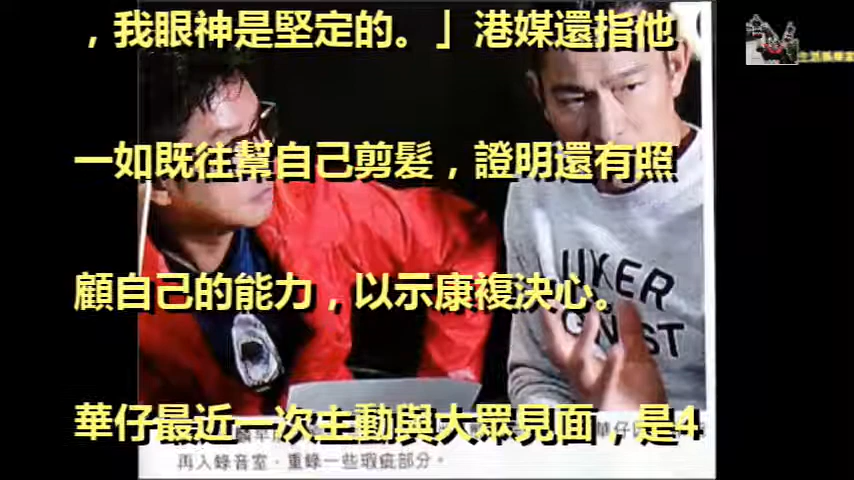 ，我眼神是堅定的。」港媒還指他
一如既往幫自己剪髮，證明還有照
顧自己的能力，以示康複決心。
華仔最近一次主動與大眾見面，是4
再入錄音室，重錄一些瑕疵部分。